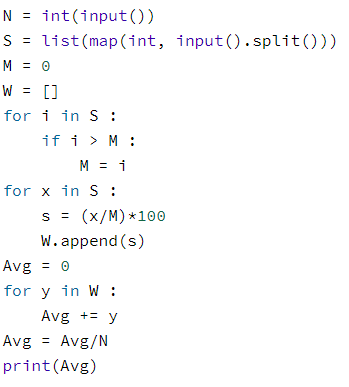 N = int(input())
S = list(map(int, input().split()))
M = 0
W = []
for i in S :
    if i > M :
        M = i
for x in S :
    s = (x/M)*100
    W.append(s)
Avg = 0
for y in W :
    Avg += y
Avg = Avg/N
print(Avg)